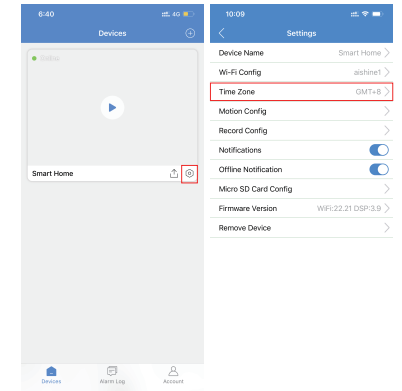 6:40
4G
Devices
Smart Home
Devices
Alarm Log
Account
10:09
Settings
Device Name Smart Home
Wi-Fi Config aishine1
Time Zone GMT+8
Motion Config
Record Config
Notifications
Offline Notification
Micro SD Card Config
Firmware Version WiFi:22.21 DSP:3.9
Remove Device